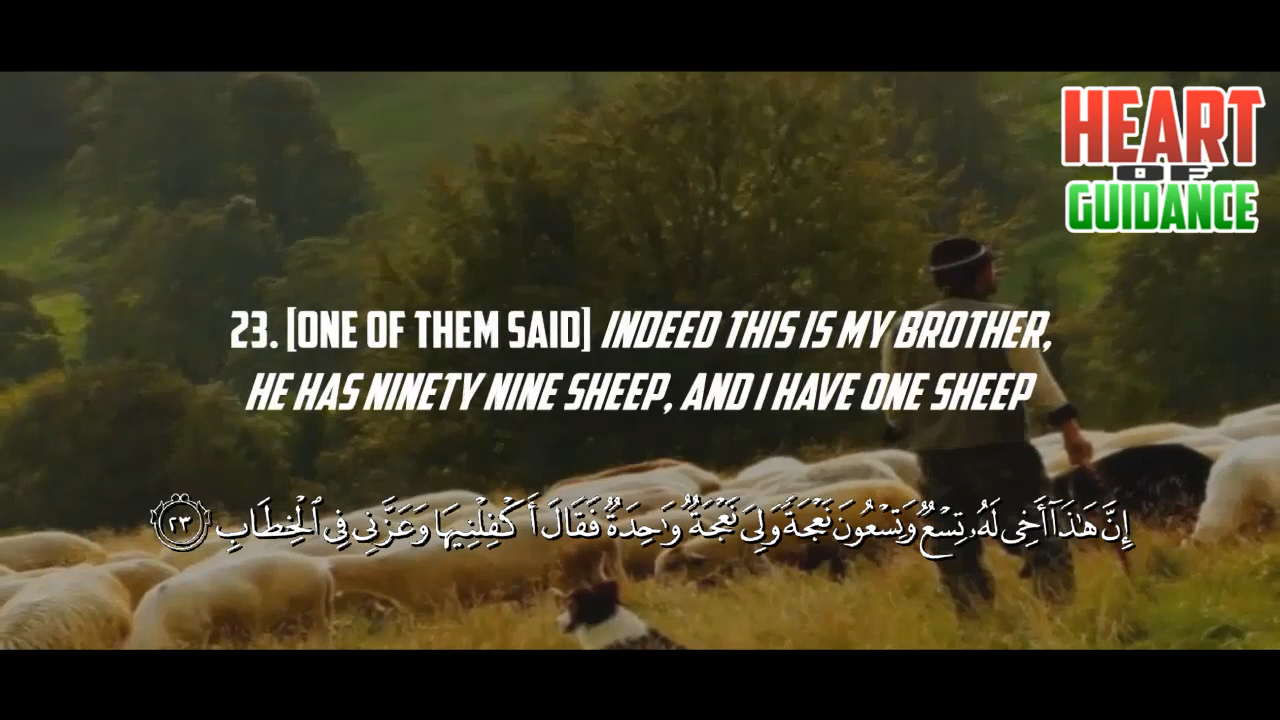 HEART
OF
GUIDANCE
23. [ONE OF THEM SAID] INDEED THIS IS MY BROTHER,
HE HAS NINETY NINE SHEEP, AND I HAVE ONE SHEEP
إِنَّ هَٰذَآ أَخِى لَهُۥ تِسْعٌ وَتِسْعُونَ نَعْجَةً وَلِىَ نَعْجَةٌ وَٰحِدَةٌ فَقَالَ أَكْفِلْنِيهَا وَعَزَّنِى فِى ٱلْخِطَابِ ٢٣